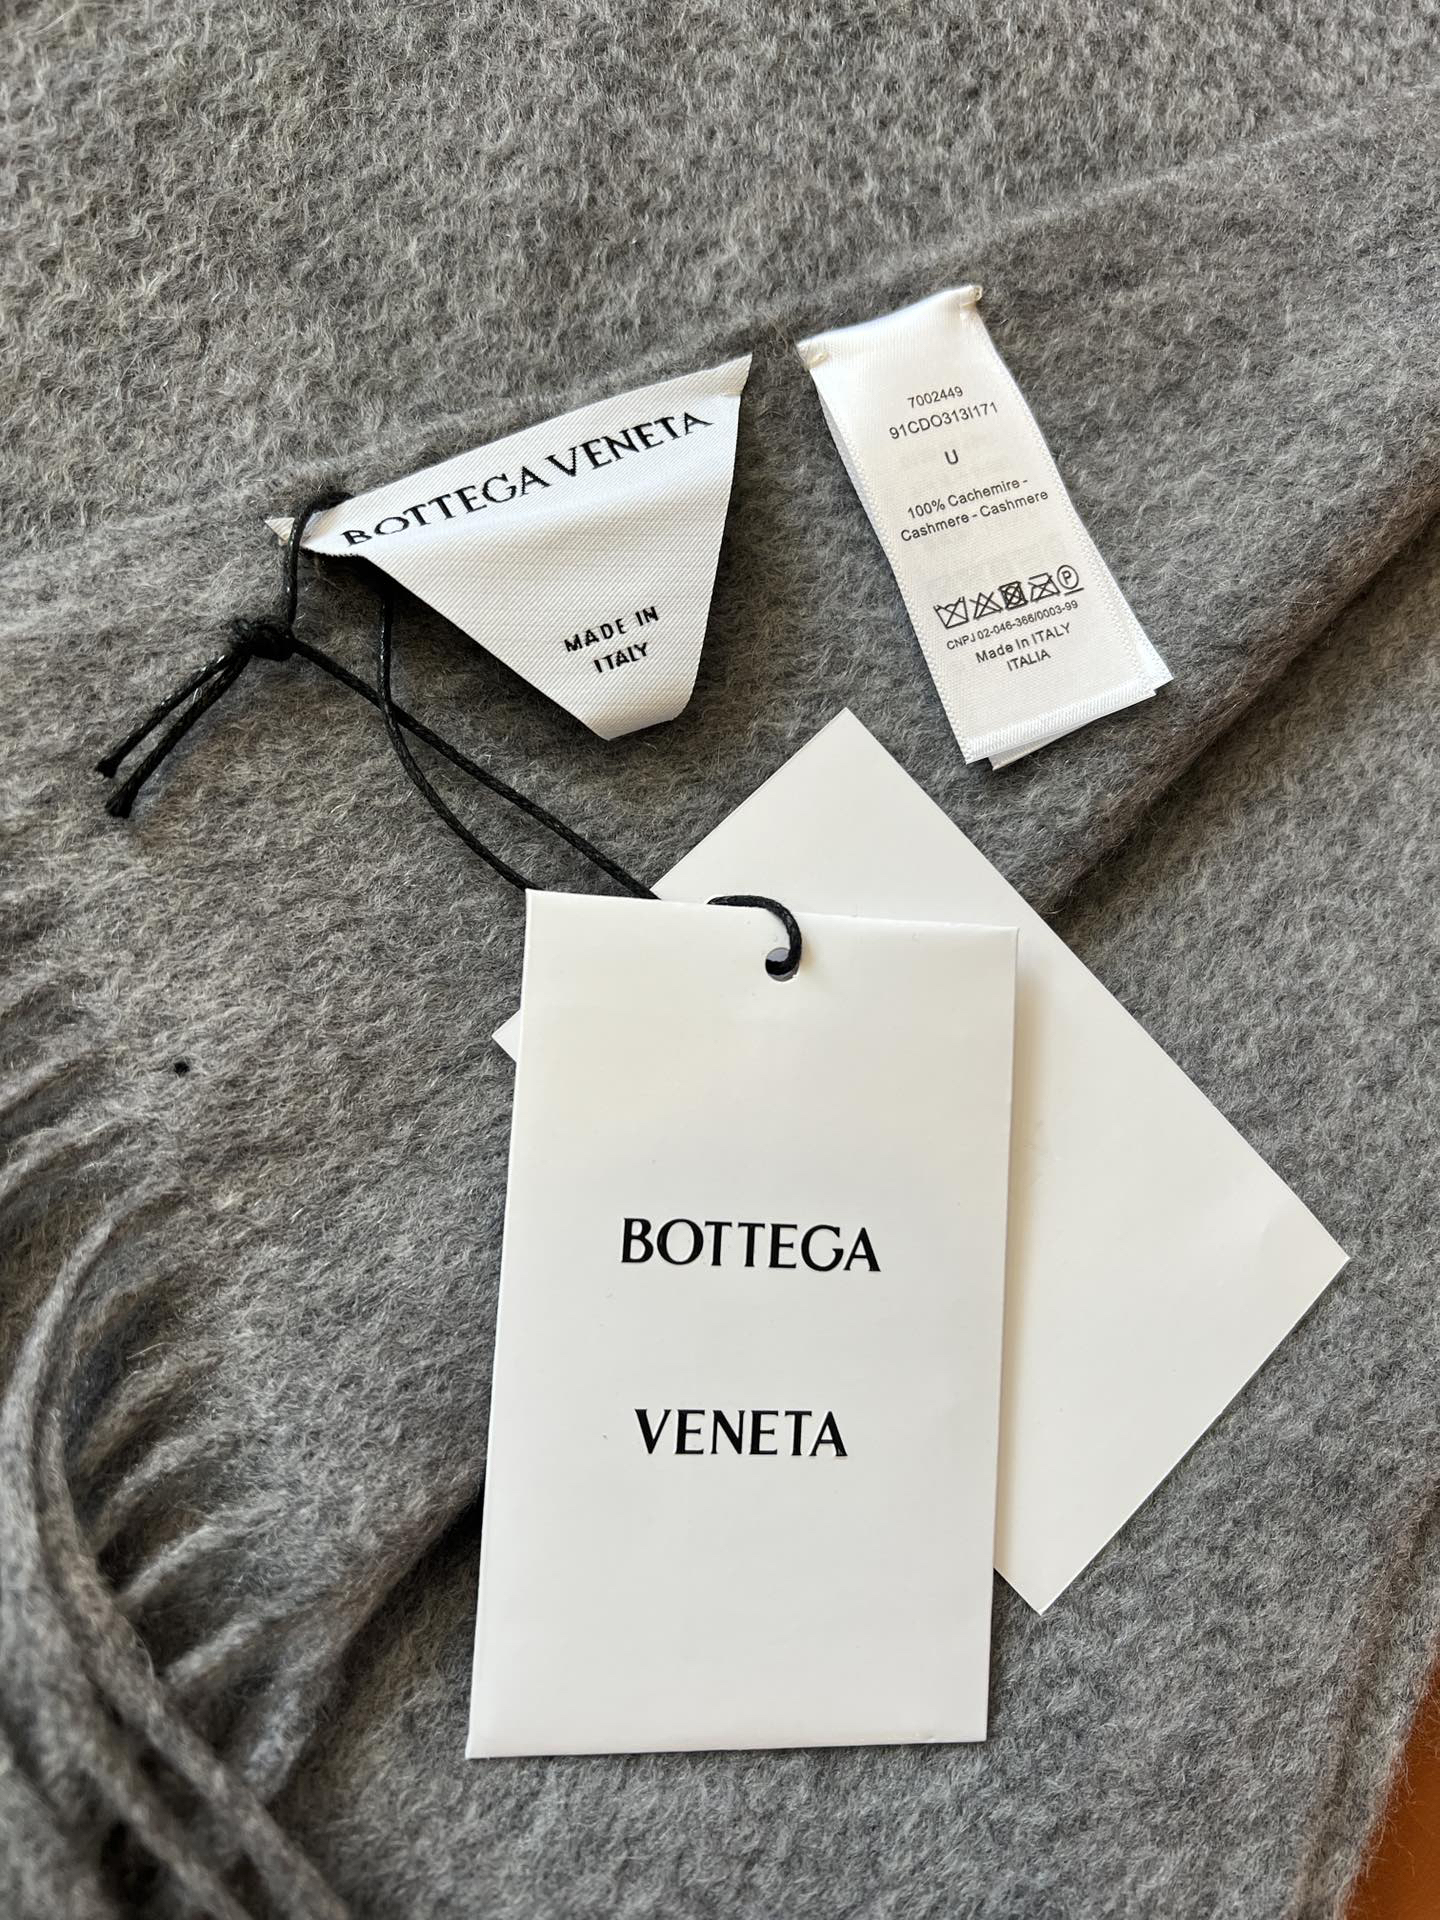 BOTTEGA VENETA
MADE IN
ITALY
7002449
91CDO313I171
U
100% Cachemire -
Cashmere - Cashmere
P
CNPJ 02-046-366/0003-99
Made In ITALY
ITALIA
BOTTEGA
VENETA